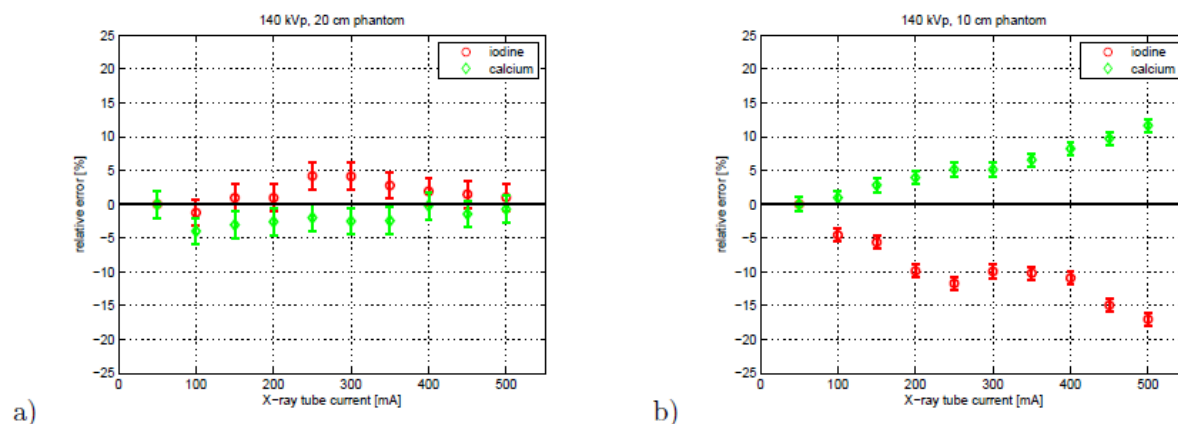 140 kVp, 20 cm phantom
25
20
15
10
5
0
−5
−10
−15
−20
−25
relative error [%]
iodine
calcium
0 100 200 300 400 500
X−ray tube current [mA]
a)
140 kVp, 10 cm phantom
25
20
15
10
5
0
−5
−10
−15
−20
−25
relative error [%]
iodine
calcium
0 100 200 300 400 500
X−ray tube current [mA]
b)